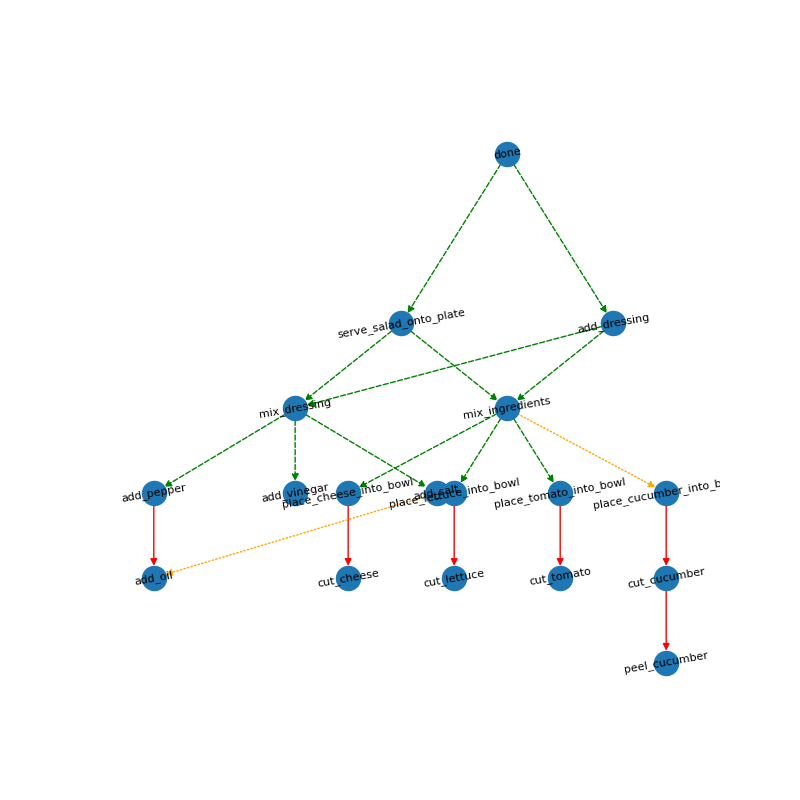 done
serve_salad_onto_plate
add_dressing
mix_dressing
mix_ingredients
add_pepper
add_vinegar
place_cheese_into_bowl
add_salt
place_lettuce_into_bowl
place_tomato_into_bowl
place_cucumber_into_b
add_oil
cut_cheese
cut_lettuce
cut_tomato
cut_cucumber
peel_cucumber